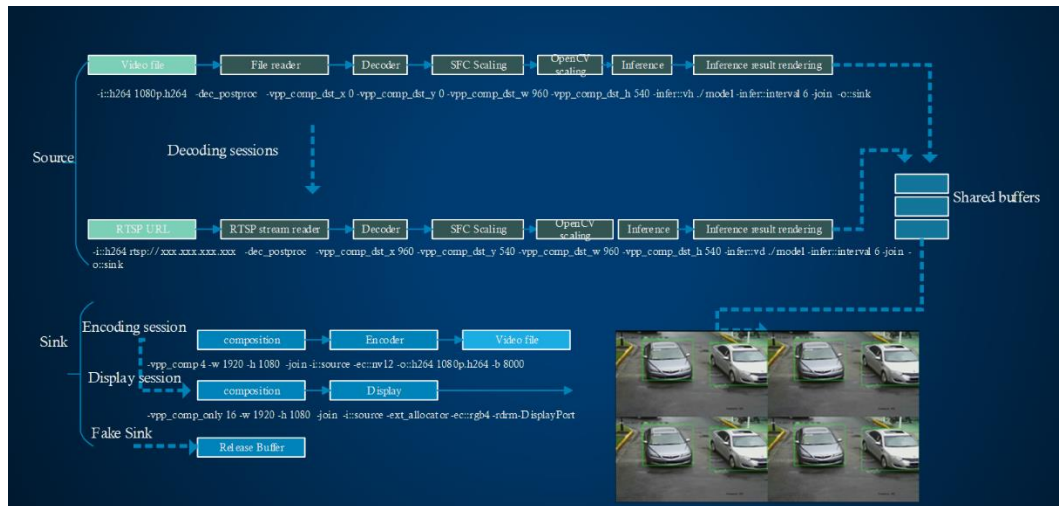 Video file
File reader
Decoder
SFC Scaling
OpenCV
scaling
Inference
Inference result rendering
-i::h264 1080p.h264 -dec_postproc -vpp_comp_dst_x 0 -vpp_comp_dst_y 0 -vpp_comp_dst_w 960 -vpp_comp_dst_h 540 -infer::vh ./model -infer::interval 6 -join -o::sink
Source
Decoding sessions
Shared buffers
RTSP URL
RTSP stream reader
Decoder
SFC Scaling
OpenCV
scaling
Inference
Inference result rendering
-i::h264 rtsp://xxx.xxx.xxx.xxx -dec_postproc -vpp_comp_dst_x 960 -vpp_comp_dst_y 540 -vpp_comp_dst_w 960 -vpp_comp_dst_h 540 -infer::vd ./model -infer::interval 6 -join -
o::sink
Sink
Encoding session
composition
Encoder
Video file
-vpp_comp 4 -w 1920 -h 1080 -join -i::source -ec::nv12 -o::h264 1080p.h264 -b 8000
Display session
composition
Display
-vpp_comp_only 16 -w 1920 -h 1080 -join -i::source -ext_allocator -ec::rgb4 -rdrm-DisplayPort
Fake Sink
Release Buffer